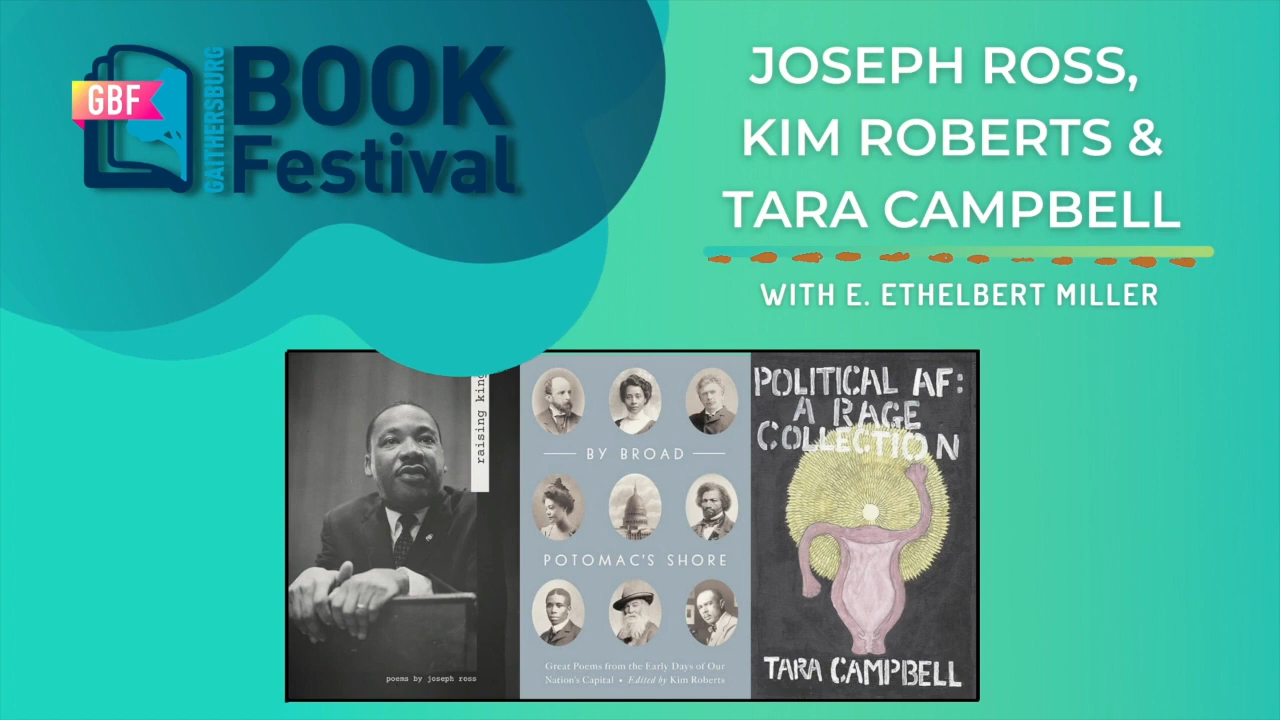 GBF
GAITHERSBURG
BOOK
Festival
JOSEPH ROSS,
KIM ROBERTS &
TARA CAMPBELL
WITH E. ETHELBERT MILLER
raising king
poems by joseph ross
BY BROAD
POTOMAC'S SHORE
Great Poems from the Early Days of Our
Nation's Capital • Edited by Kim Roberts
POLITICAL AF:
A RAGE
COLLECTION
TARA CAMPBELL